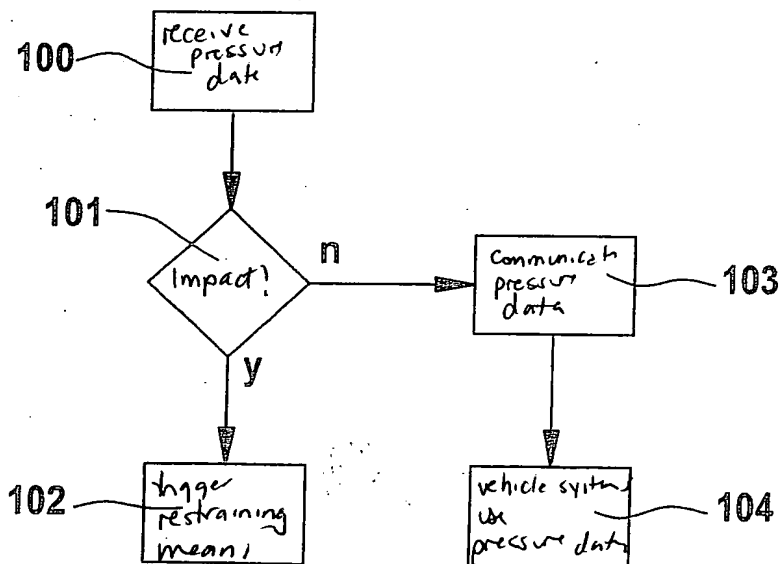 100
receive
pressure
date
101
Impact?
n
y
communicate
pressure
data
103
102
trigger
restraining
means
vehicle systems
use
pressure data
104